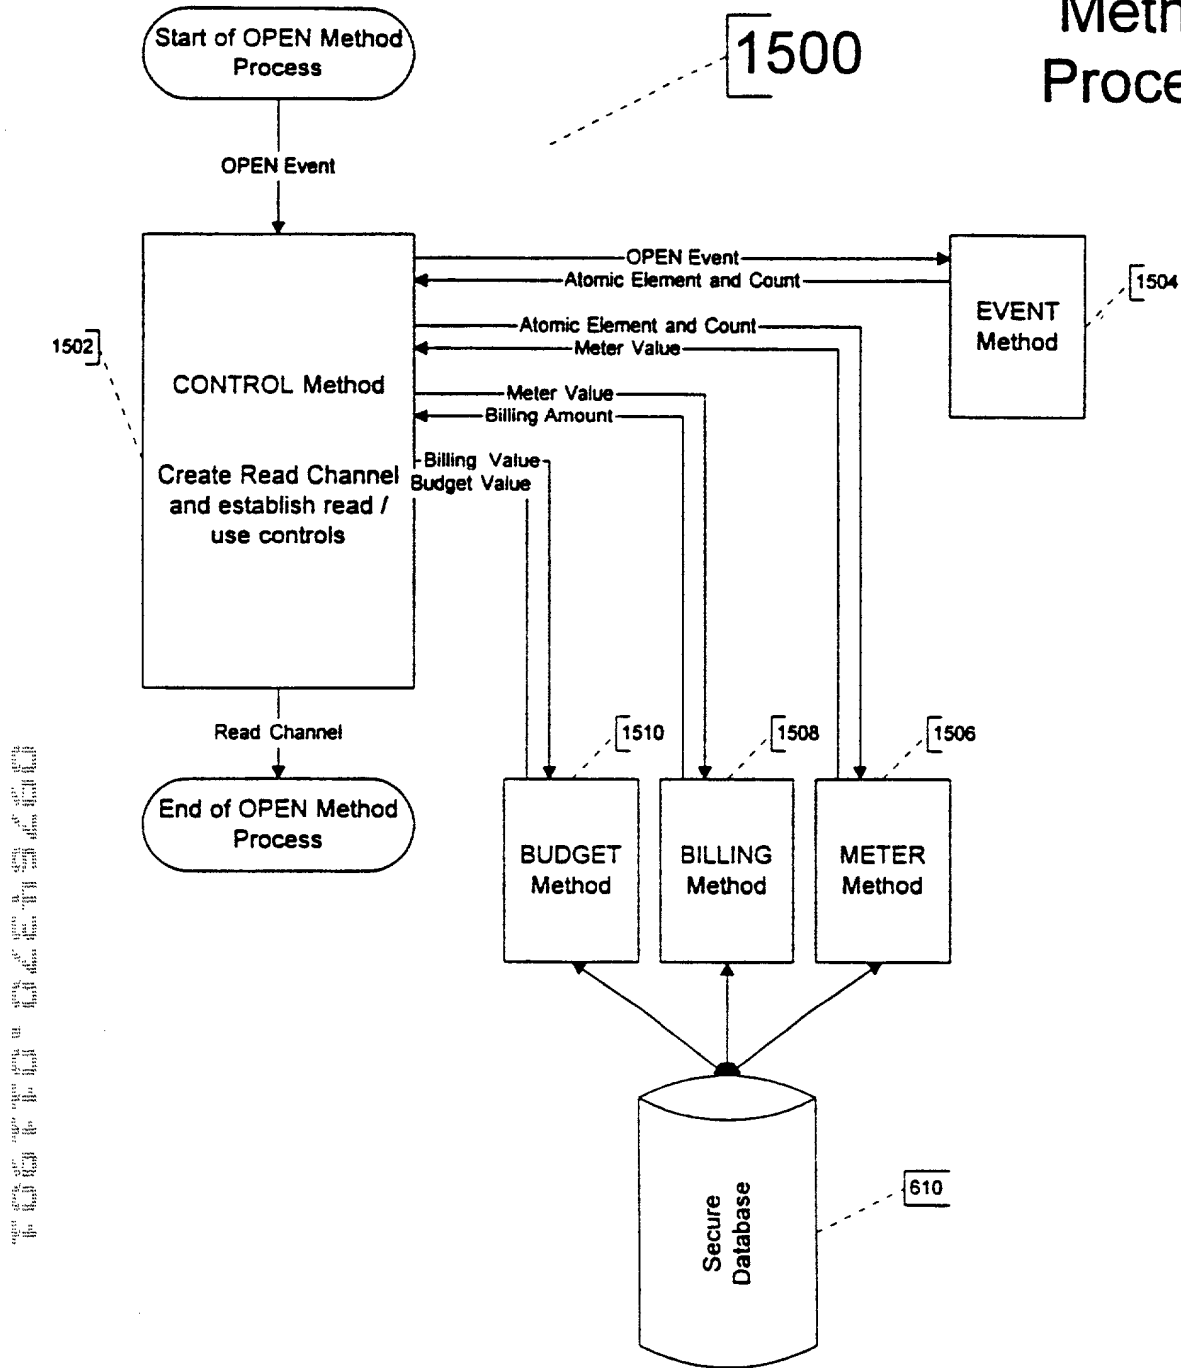 Start of OPEN Method
Process
1500
Proce
OPEN Event
OPEN Event
Atomic Element and Count
EVENT
Method
1504
Atomic Element and Count
Meter Value
1502
CONTROL Method
Meter Value
Billing Amount
Billing Value
Budget Value
Create Read Channel
and establish read /
use controls
Read Channel
1510
1508
1506
End of OPEN Method
Process
BUDGET
Method
BILLING
Method
METER
Method
Secure
Database
610